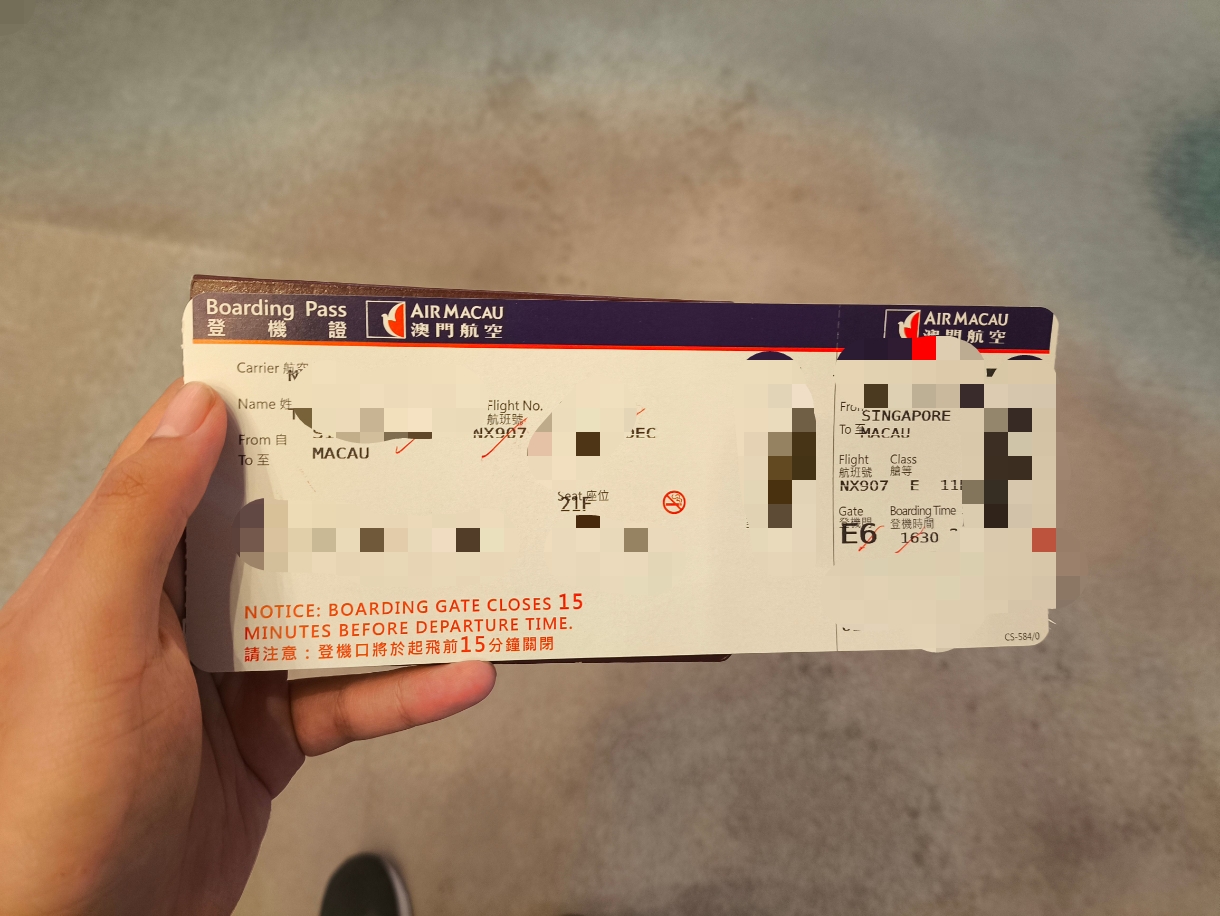 Boarding Pass
登 機 證
AIR MACAU
澳門航空
AIR MACAU
澳門航空
Carrier 航空
Name 姓
From 自
To 至
MACAU
Flight No.
航班號
NX907
DEC
Seat 座位
21F
NOTICE: BOARDING GATE CLOSES 15
MINUTES BEFORE DEPARTURE TIME.
請注意：登機口將於起飛前15分鐘關閉
SINGAPORE
To 至 MACAU
Flight Class
航班號 艙等
NX907 E
Gate Boarding Time
登機閘 登機時間
E6 1630
CS-584/0